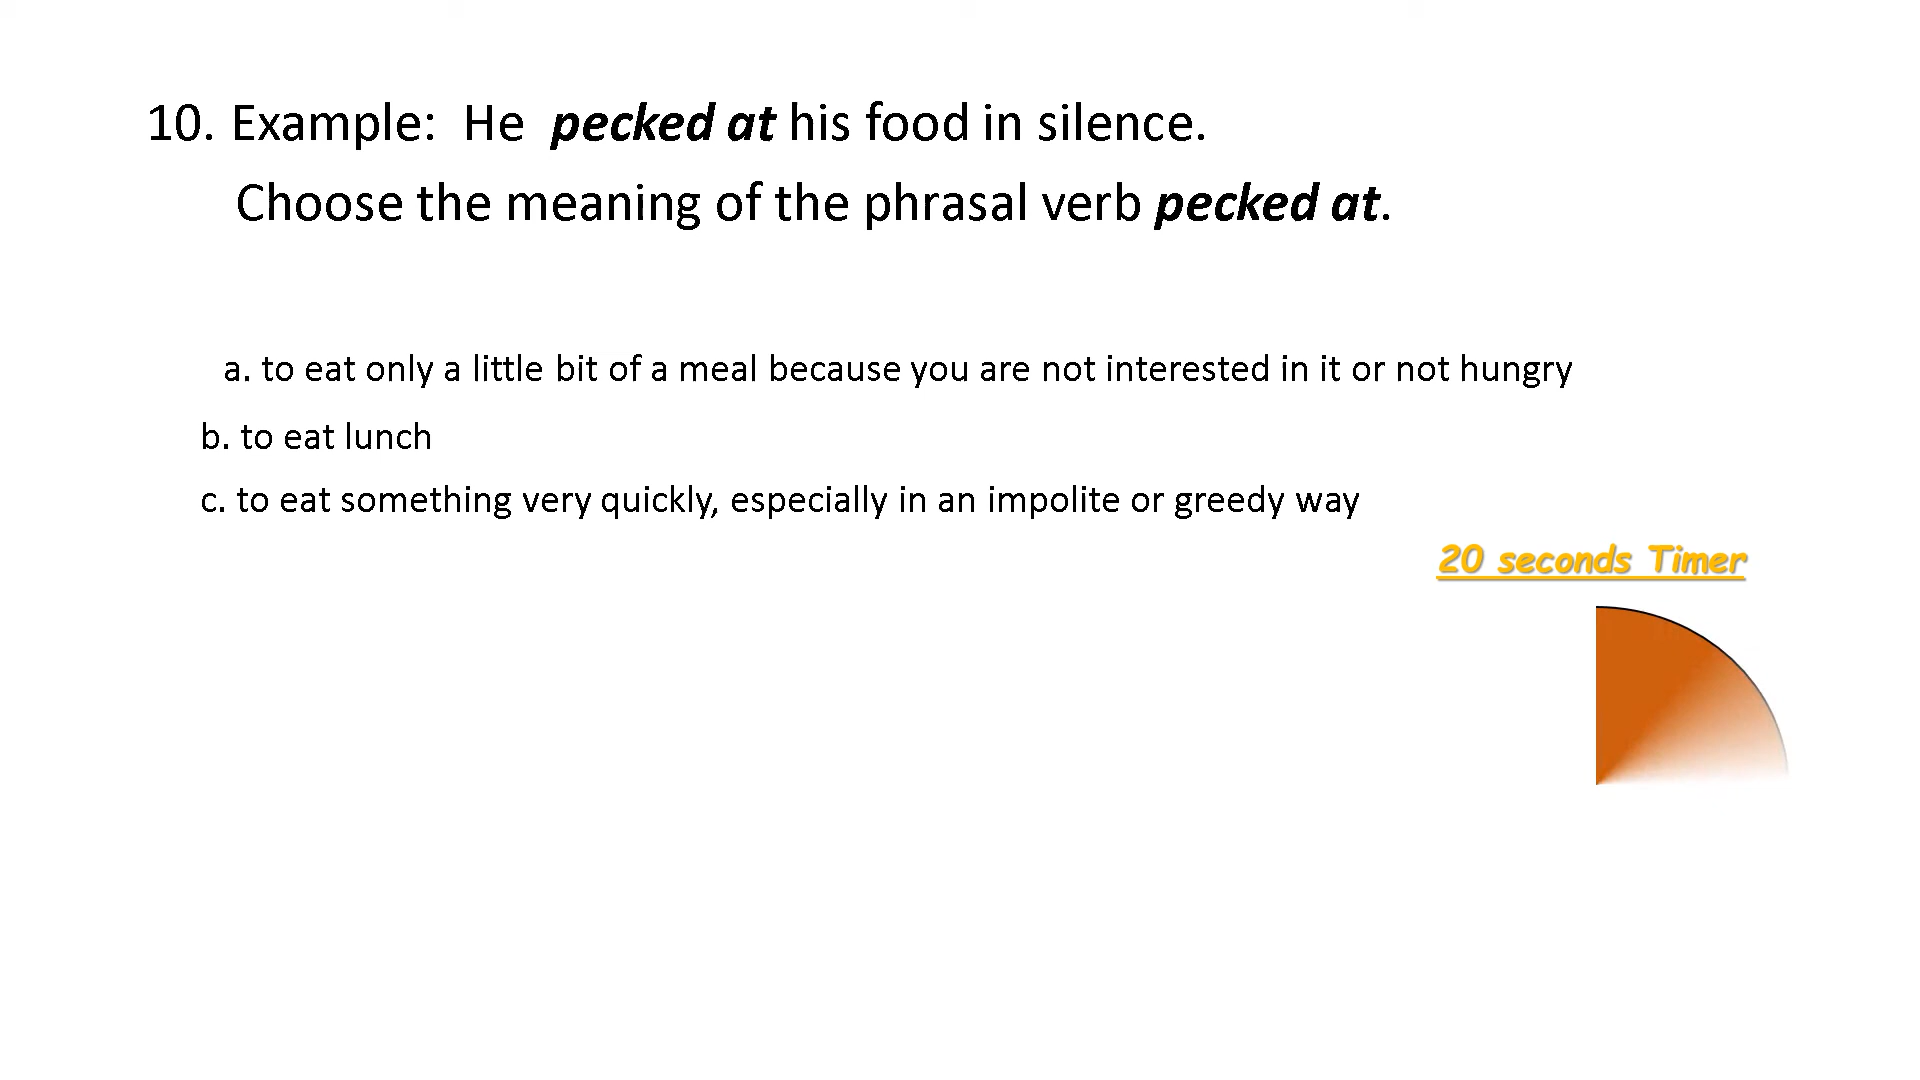 10. Example: He pecked at his food in silence.
Choose the meaning of the phrasal verb pecked at.
a. to eat only a little bit of a meal because you are not interested in it or not hungry
b. to eat lunch
c. to eat something very quickly, especially in an impolite or greedy way
20 seconds Timer